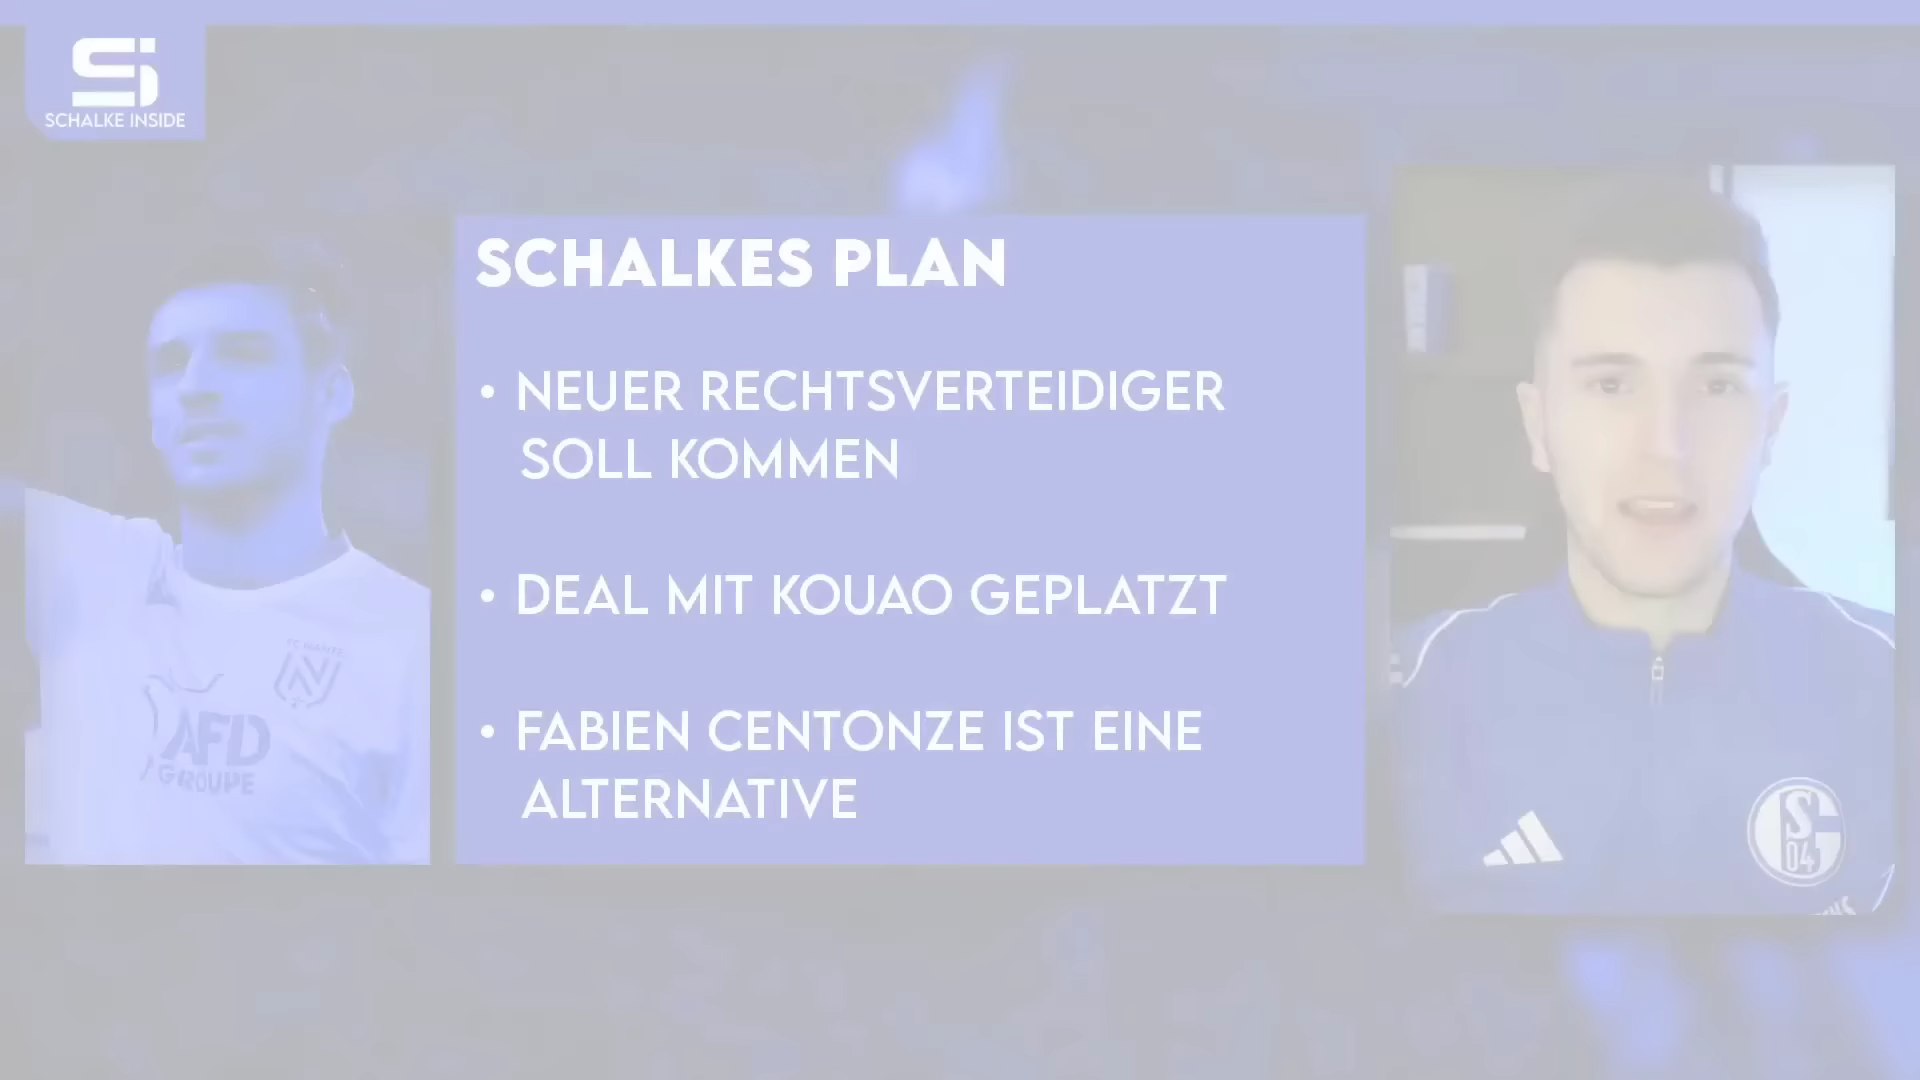 SCHALKE INSIDE
SCHALKES PLAN
• NEUER RECHTSVERTEIDIGER
SOLL KOMMEN
• DEAL MIT KOUAO GEPLATZT
• FABIEN CENTONZE IST EINE
ALTERNATIVE
AFD
GROUPE
S
04